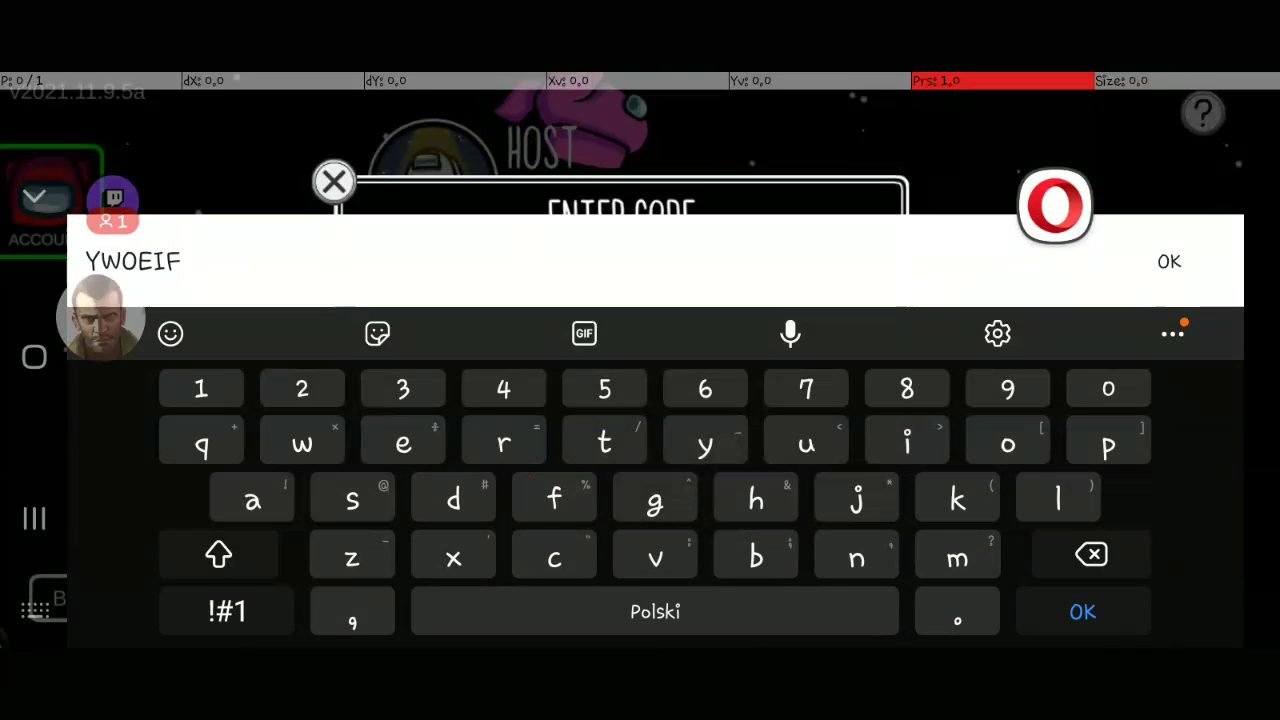 P: 0 / 1 dX: 0,0 dY: 0,0 Xv: 0,0 Yv: 0,0 Prs: 1,0 Size: 0,0
v2021.11.9.5a
HOST
?
ENTER CODE
1
ACCOU
YWOEIF OK
GIF
1 2 3 4 5 6 7 8 9 0
q + w × e ÷ r = t / y _ u < i > o [ p ]
a ! s @ d # f % g ^ h & j * k ( l )
z - x ' c " v : b ; n , m ?
B
!#1 , Polski . OK